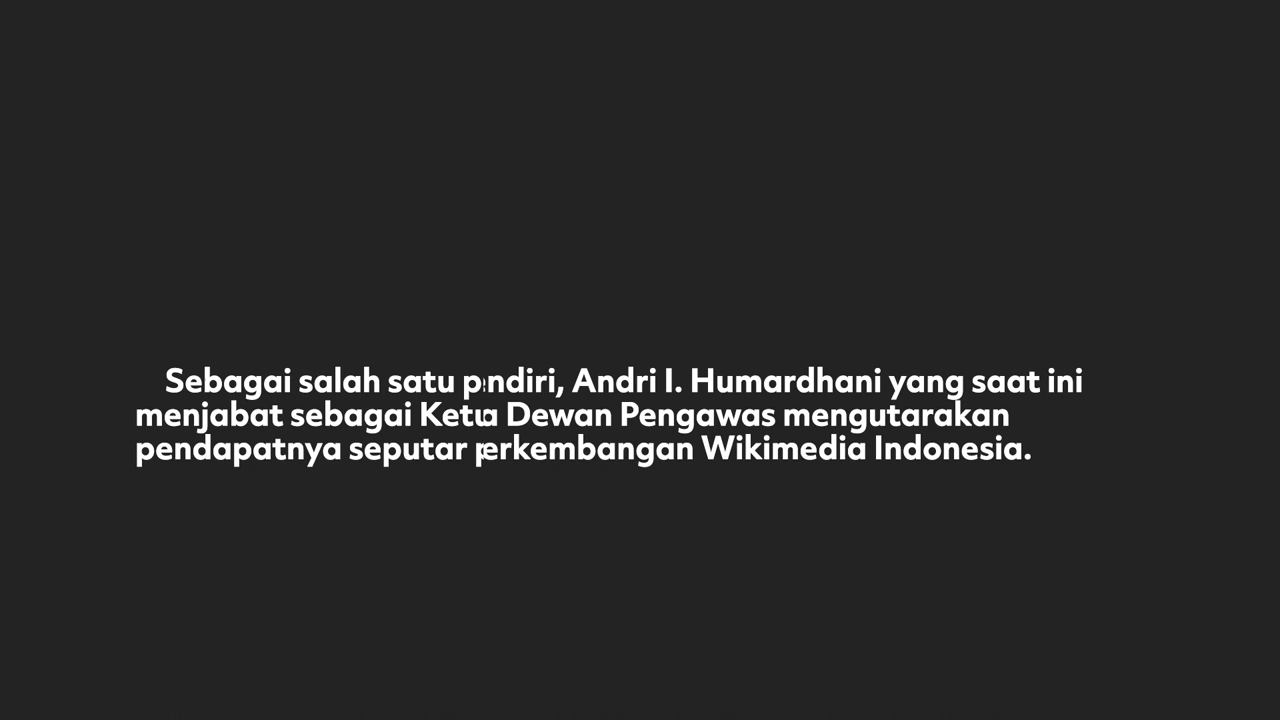 Sebagai salah satu pendiri, Andri I. Humardhani yang saat ini
menjabat sebagai Ketua Dewan Pengawas mengutarakan
pendapatnya seputar perkembangan Wikimedia Indonesia.